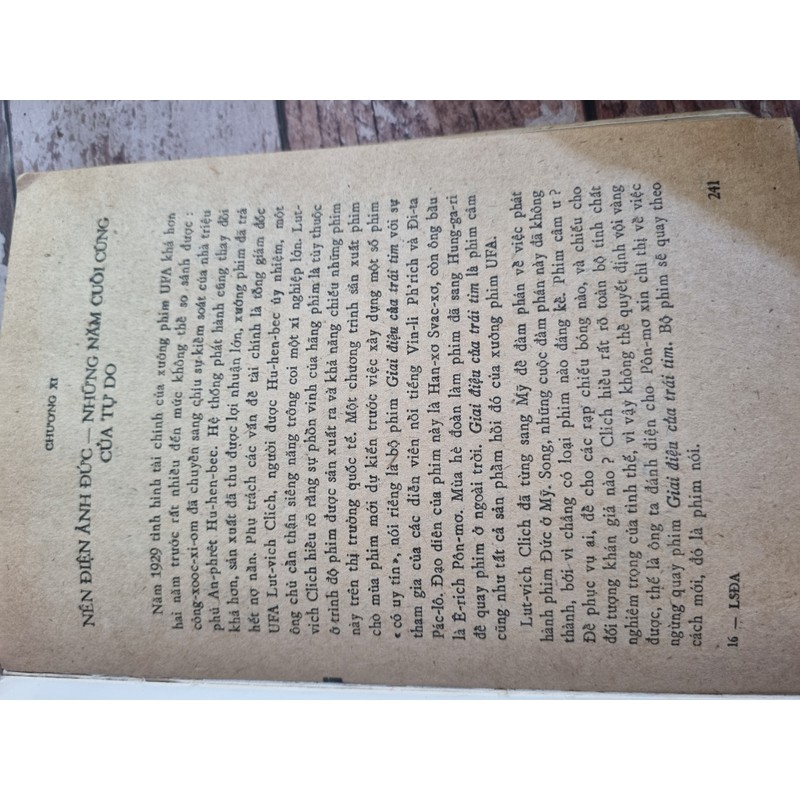 CHƯƠNG XI
NỀN ĐIỆN ẢNH ĐỨC — NHỮNG NĂM CUỐI CÙNG
CỦA TỰ DO
Năm 1929 tình hình tài chính của xưởng phim UFA khá hơn
hai năm trước rất nhiều đến mức không thể so sánh được :
công-xooc-xi-om đã chuyển sang chịu sự kiểm soát của nhà triệu
phú An-phrêt Hu-hen-bec. Hệ thống phát hành cũng thay đổi
khá hơn, sản xuất đã thu được lợi nhuận lớn, xưởng phim đã trả
hết nợ nần. Phụ trách các vấn đề tài chính là tổng giám đốc
UFA Lut-vich Clich, người được Hu-hen-bec ủy nhiệm, một
ông chủ cần thận siêng năng trông coi một xí nghiệp lớn. Lut-
vich Clich hiểu rõ rằng sự phồn vinh của hãng phim là tùy thuộc
ở trình độ phim được sản xuất ra và khả năng chiếu những phim
này trên thị trường quốc tế. Một chương trình sản xuất phim
cho mùa phim mới dự kiến trước việc xây dựng một số phim
« có uy tín », nói riêng là bộ phim Giai điệu của trái tim với sự
tham gia của các diễn viên nổi tiếng Vin-li Ph'rich và Đi-ta
Pác-lô. Đạo diễn của phim này là Han-xơ Svac-xơ, còn ông bầu
là Ê-rich Pôn-mơ. Mùa hè đoàn làm phim đã sang Hung-ga-ri
để quay phim ở ngoài trời. Giai điệu của trái tim là phim câm
cũng như tất cả sản phẩm hồi đó của xưởng phim UFA.
Lut-vích Clich đã từng sang Mỹ để đàm phán về việc phát
hành phim Đức ở Mỹ. Song, những cuộc đàm phán này đã không
thành, bởi vì chẳng có loại phim nào đáng kể. Phim câm ư ?
Để phục vụ ai, để cho các rạp chiếu bóng nào, và chiếu cho
đối tượng khán giả nào ? Clich hiểu rất rõ toàn bộ tính chất
nghiêm trọng của tình thế, vì vậy không thể quyết định vội vàng
được, thế là ông ta đánh điện cho Pôn-mơ xin chỉ thị về việc
ngừng quay phim Giai điệu của trái tim. Bộ phim sẽ quay theo
cách mới, đó là phim nói.
16 — LSĐA
241